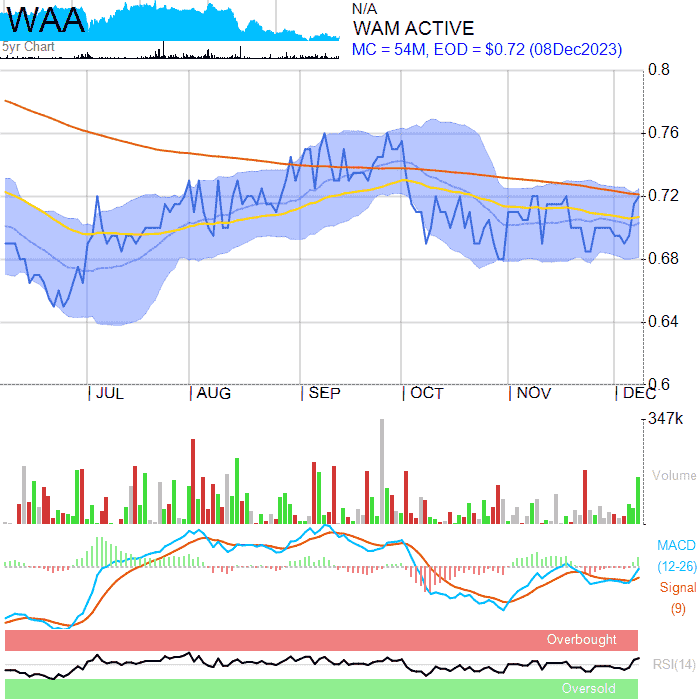 WAA
5yr Chart
N/A
WAM ACTIVE
MC = 54M, EOD = $0.72 (08Dec2023)
0.8
0.76
0.72
0.68
0.64
0.6
JUL AUG SEP OCT NOV DEC
347k
Volume
MACD
(12-26)
Signal
(9)
Overbought
RSI(14)
Oversold